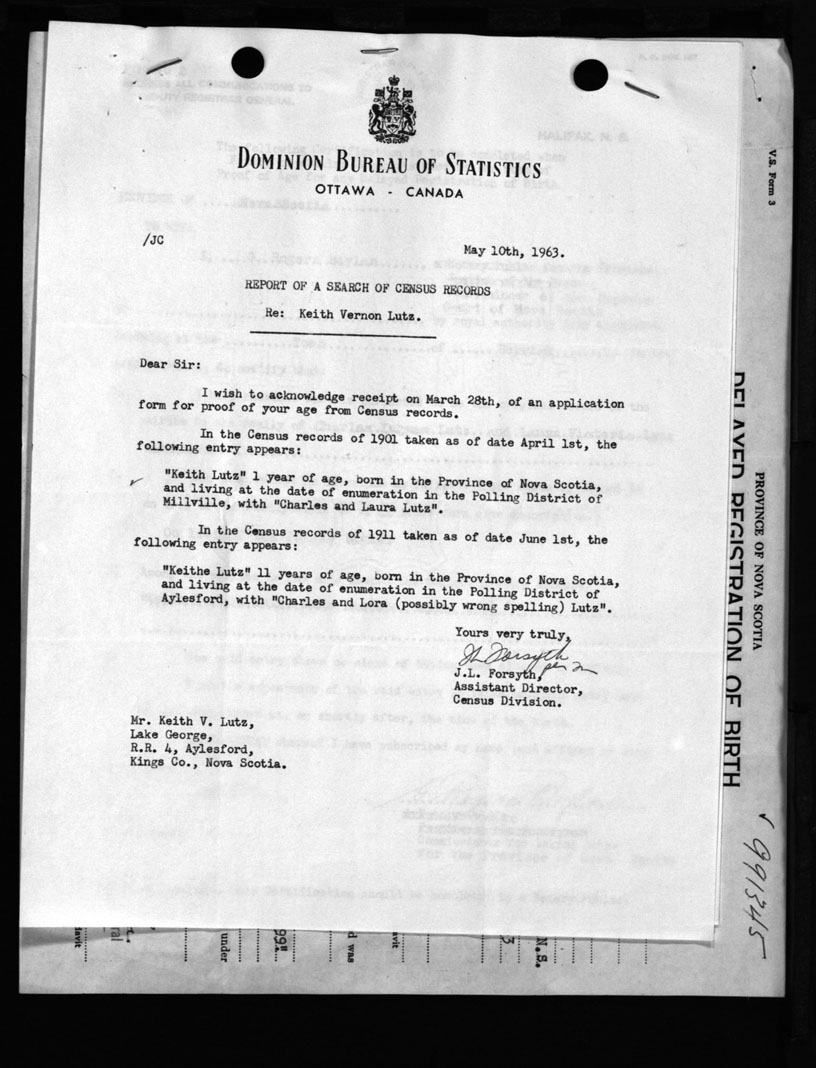 DOMINION BUREAU OF STATISTICS
OTTAWA - CANADA
/JC
May 10th, 1963.
REPORT OF A SEARCH OF CENSUS RECORDS
Re: Keith Vernon Lutz.
Dear Sir:
I wish to acknowledge receipt on March 28th, of an application
form for proof of your age from Census records.
In the Census records of 1901 taken as of date April 1st, the
following entry appears:
"Keith Lutz" 1 year of age, born in the Province of Nova Scotia,
and living at the date of enumeration in the Polling District of
Millville, with "Charles and Laura Lutz".
In the Census records of 1911 taken as of date June 1st, the
following entry appears:
"Keithe Lutz" 11 years of age, born in the Province of Nova Scotia,
and living at the date of enumeration in the Polling District of
Aylesford, with "Charles and Lora (possibly wrong spelling) Lutz".
Yours very truly,
JL Forsyth
J.L. Forsyth,
Assistant Director,
Census Division.
Mr. Keith V. Lutz,
Lake George,
R.R. 4, Aylesford,
Kings Co., Nova Scotia.
V.S. Form 3
PROVINCE OF NOVA SCOTIA
DELAYED REGISTRATION OF BIRTH
991345
HALIFAX, N. S.
under
99"
d was
N.S.